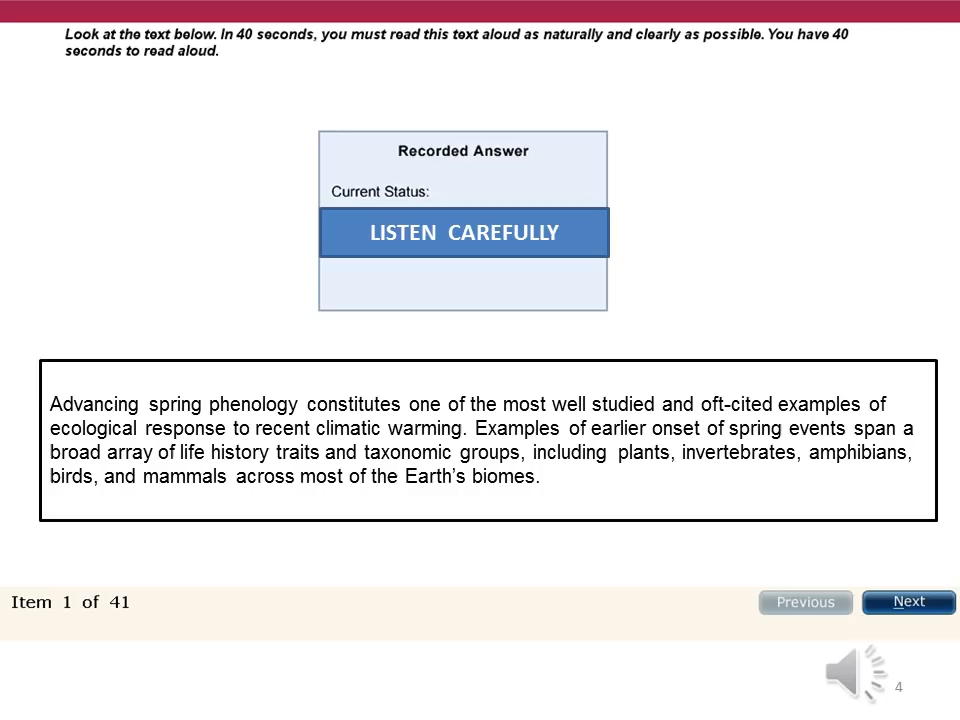 Look at the text below. In 40 seconds, you must read this text aloud as naturally and clearly as possible. You have 40
seconds to read aloud.
Recorded Answer
Current Status:
LISTEN CAREFULLY
Advancing spring phenology constitutes one of the most well studied and oft-cited examples of
ecological response to recent climatic warming. Examples of earlier onset of spring events span a
broad array of life history traits and taxonomic groups, including plants, invertebrates, amphibians,
birds, and mammals across most of the Earth's biomes.
Item 1 of 41
Previous
Next
4